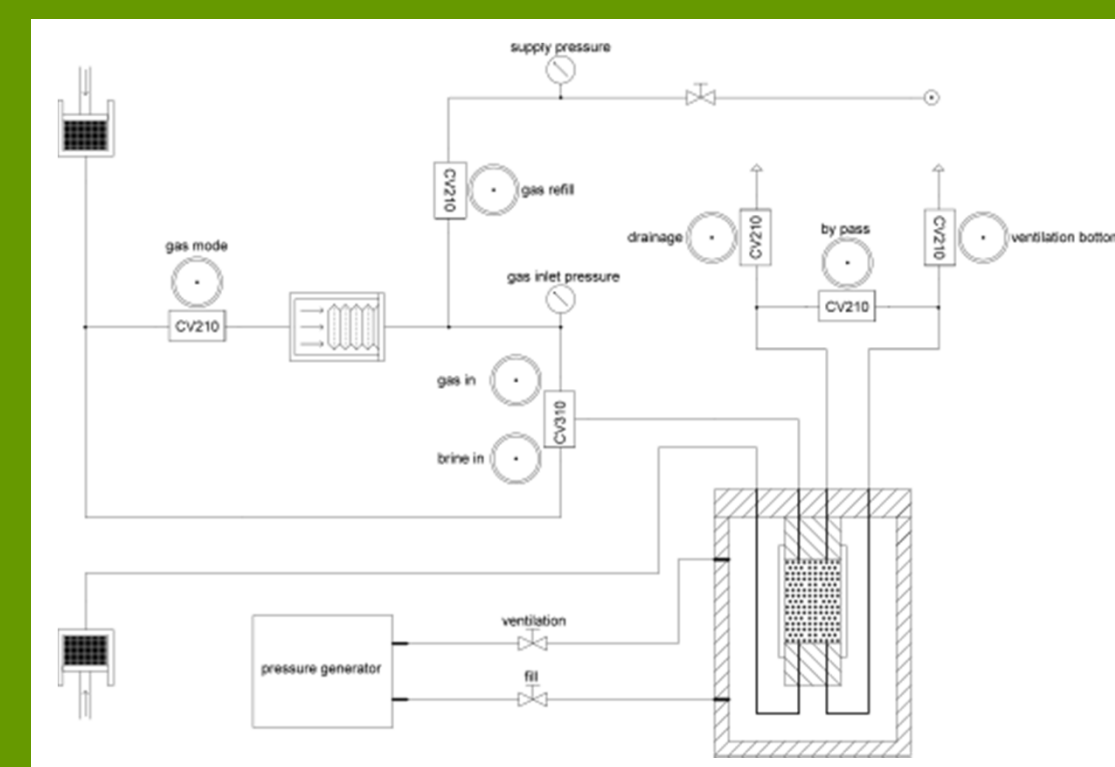 supply pressure
CV210
gas refill
gas mode
CV210
gas inlet pressure
drainage
CV210
by pass
CV210
CV210
ventilation bottom
gas in
CV310
brine in
ventilation
pressure generator
fill